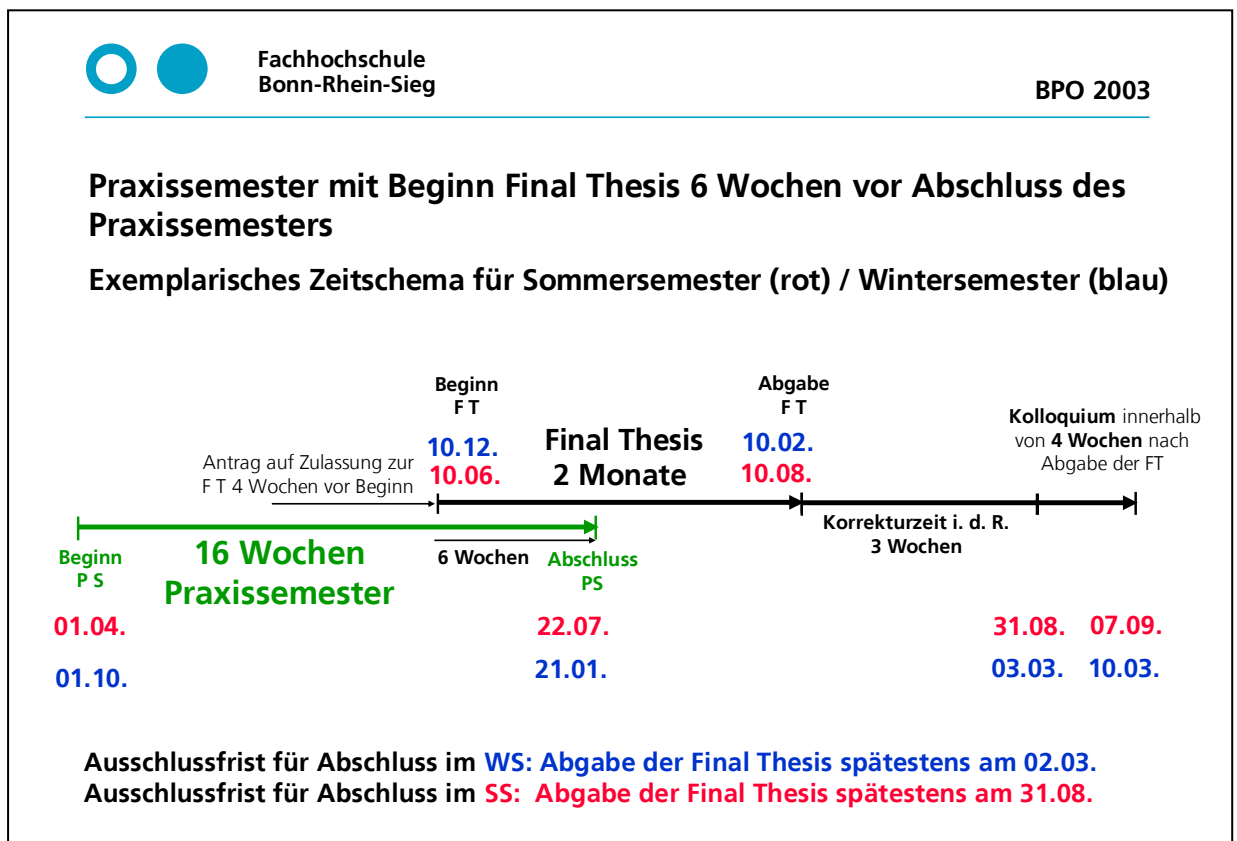 Fachhochschule
Bonn-Rhein-Sieg
BPO 2003
Praxissemester mit Beginn Final Thesis 6 Wochen vor Abschluss des
Praxissemesters
Exemplarisches Zeitschema für Sommersemester (rot) / Wintersemester (blau)
Beginn
F T
10.12.
10.06.
Final Thesis
2 Monate
Abgabe
F T
10.02.
10.08.
Kolloquium innerhalb
von 4 Wochen nach
Abgabe der FT
Antrag auf Zulassung zur
F T 4 Wochen vor Beginn
Korrekturzeit i. d. R.
3 Wochen
Beginn
P S
16 Wochen
Praxissemester
6 Wochen
Abschluss
PS
01.04.
22.07.
31.08.
07.09.
01.10.
21.01.
03.03.
10.03.
Ausschlussfrist für Abschluss im WS: Abgabe der Final Thesis spätestens am 02.03.
Ausschlussfrist für Abschluss im SS: Abgabe der Final Thesis spätestens am 31.08.